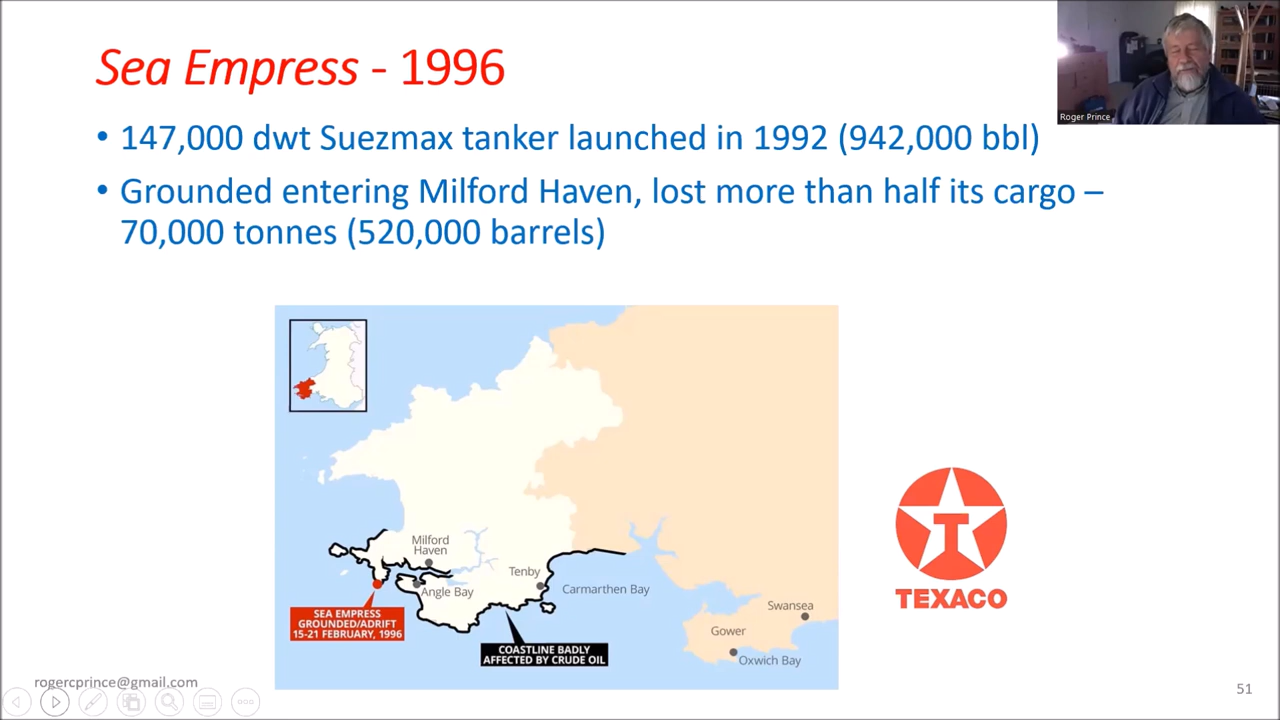 Sea Empress - 1996
Roger Prince
• 147,000 dwt Suezmax tanker launched in 1992 (942,000 bbl)
• Grounded entering Milford Haven, lost more than half its cargo –
70,000 tonnes (520,000 barrels)
Milford
Haven
Angle Bay
Tenby
Carmarthen Bay
SEA EMPRESS
GROUNDED/ADRIFT
15-21 FEBRUARY, 1996
COASTLINE BADLY
AFFECTED BY CRUDE OIL
Swansea
Gower
Oxwich Bay
T
TEXACO
rogercprince@gmail.com
51